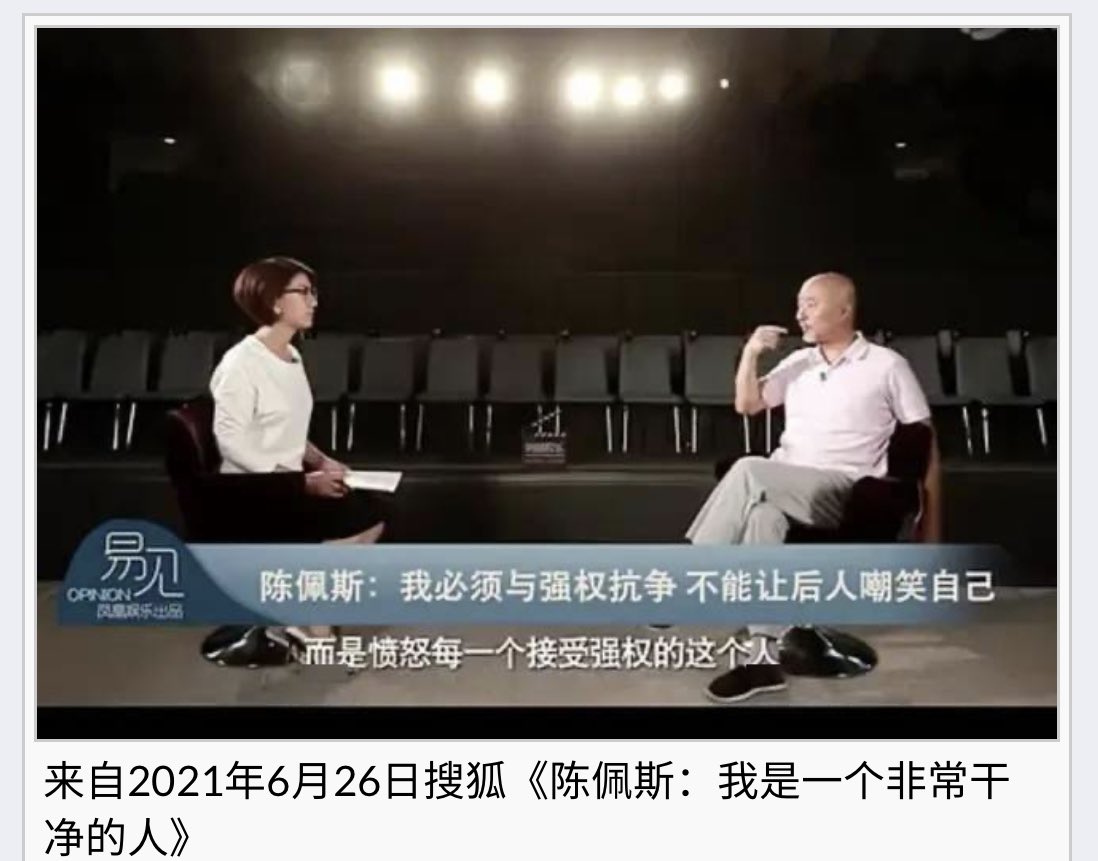 易见
OPINION
凤凰娱乐出品
陈佩斯：我必须与强权抗争 不能让后人嘲笑自己
而是愤怒每一个接受强权的这个人
来自2021年6月26日搜狐《陈佩斯：我是一个非常干
净的人》